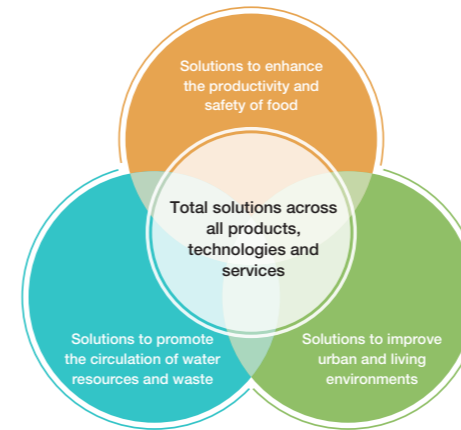 Solutions to enhance
the productivity and
safety of food
Total solutions across
all products,
technologies and
services
Solutions to promote
the circulation of water
resources and waste
Solutions to improve
urban and living
environments